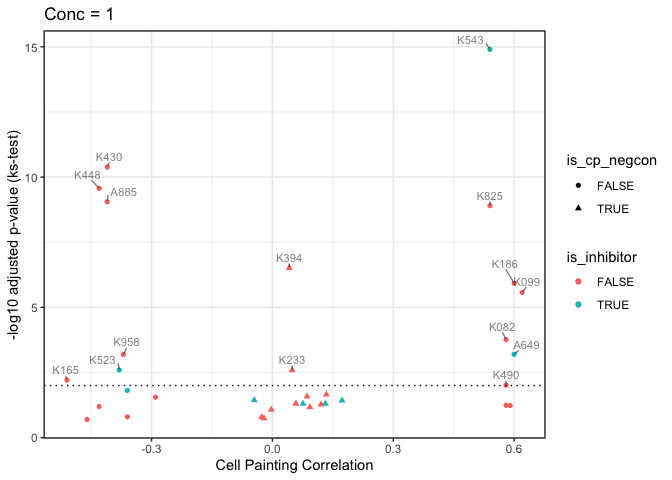 Conc = 1
-log10 adjusted p-value (ks-test)
15
10
5
0
K543
K430
K448
A885
K825
K394
K186
K099
K082
A649
K958
K523
K233
K165
K490
-0.3
0.0
0.3
0.6
Cell Painting Correlation
is_cp_negcon
FALSE
TRUE
is_inhibitor
FALSE
TRUE